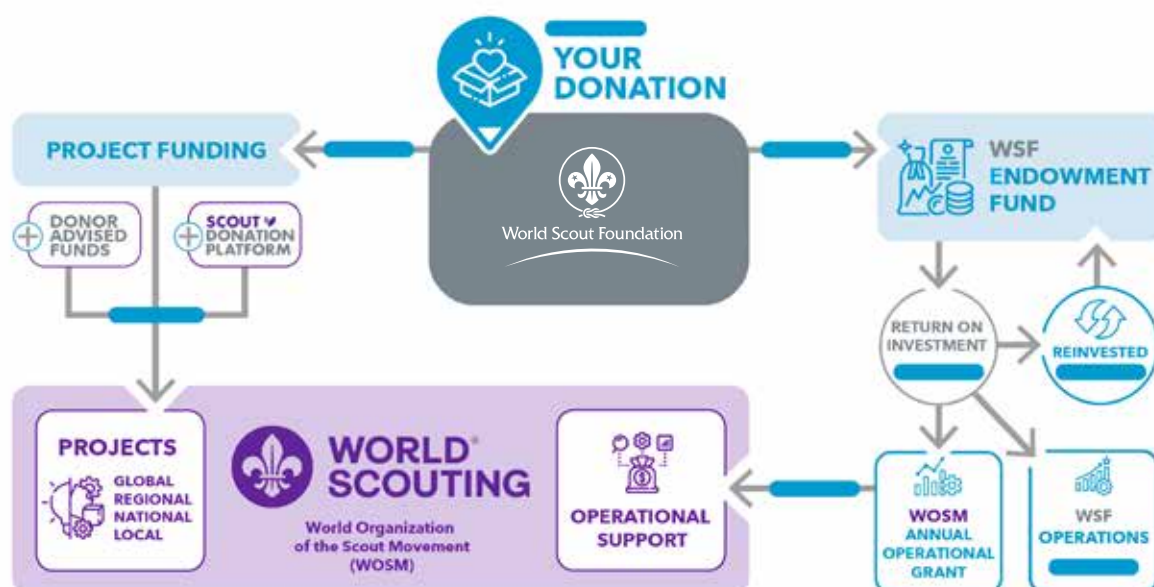 YOUR
DONATION
PROJECT FUNDING
DONOR
ADVISED
FUNDS
SCOUT
DONATION
PLATFORM
World Scout Foundation
WSF
ENDOWMENT
FUND
RETURN ON
INVESTMENT
REINVESTED
PROJECTS
GLOBAL
REGIONAL
NATIONAL
LOCAL
WORLD®
SCOUTING
World Organization
of the Scout Movement
(WOSM)
OPERATIONAL
SUPPORT
WOSM
ANNUAL
OPERATIONAL
GRANT
WSF
OPERATIONS